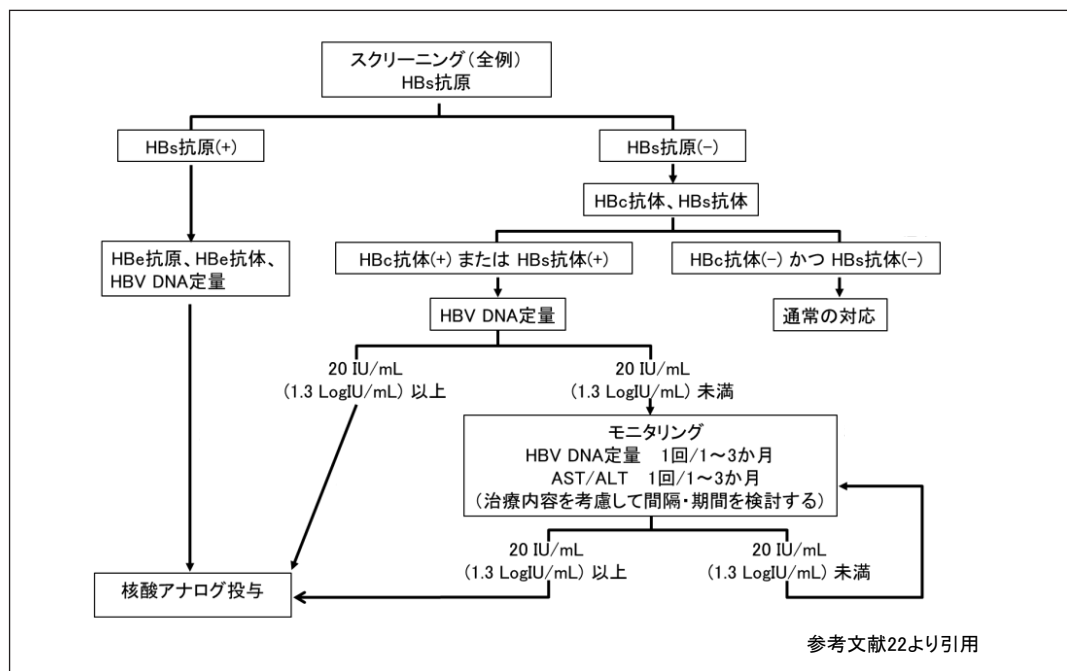 スクリーニング(全例)
HBs抗原
HBs抗原(+)
HBs抗原(-)
HBc抗体、HBs抗体
HBe抗原、HBe抗体、
HBV DNA定量
HBc抗体(+) または HBs抗体(+)
HBc抗体(-) かつ HBs抗体(-)
HBV DNA定量
通常の対応
20 IU/mL
(1.3 LogIU/mL) 以上
20 IU/mL
(1.3 LogIU/mL) 未満
モニタリング
HBV DNA定量 1回/1~3か月
AST/ALT 1回/1~3か月
(治療内容を考慮して間隔・期間を検討する)
20 IU/mL
(1.3 LogIU/mL) 以上
20 IU/mL
(1.3 LogIU/mL) 未満
核酸アナログ投与
参考文献22より引用